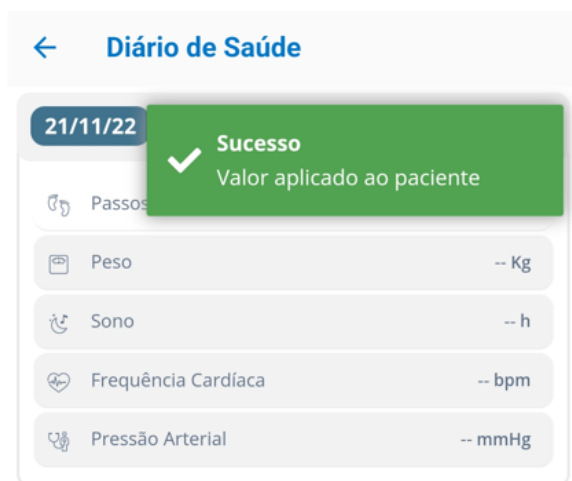 Diário de Saúde
21/11/22
Sucesso
Valor aplicado ao paciente
Passos
Peso -- Kg
Sono -- h
Frequência Cardíaca -- bpm
Pressão Arterial -- mmHg